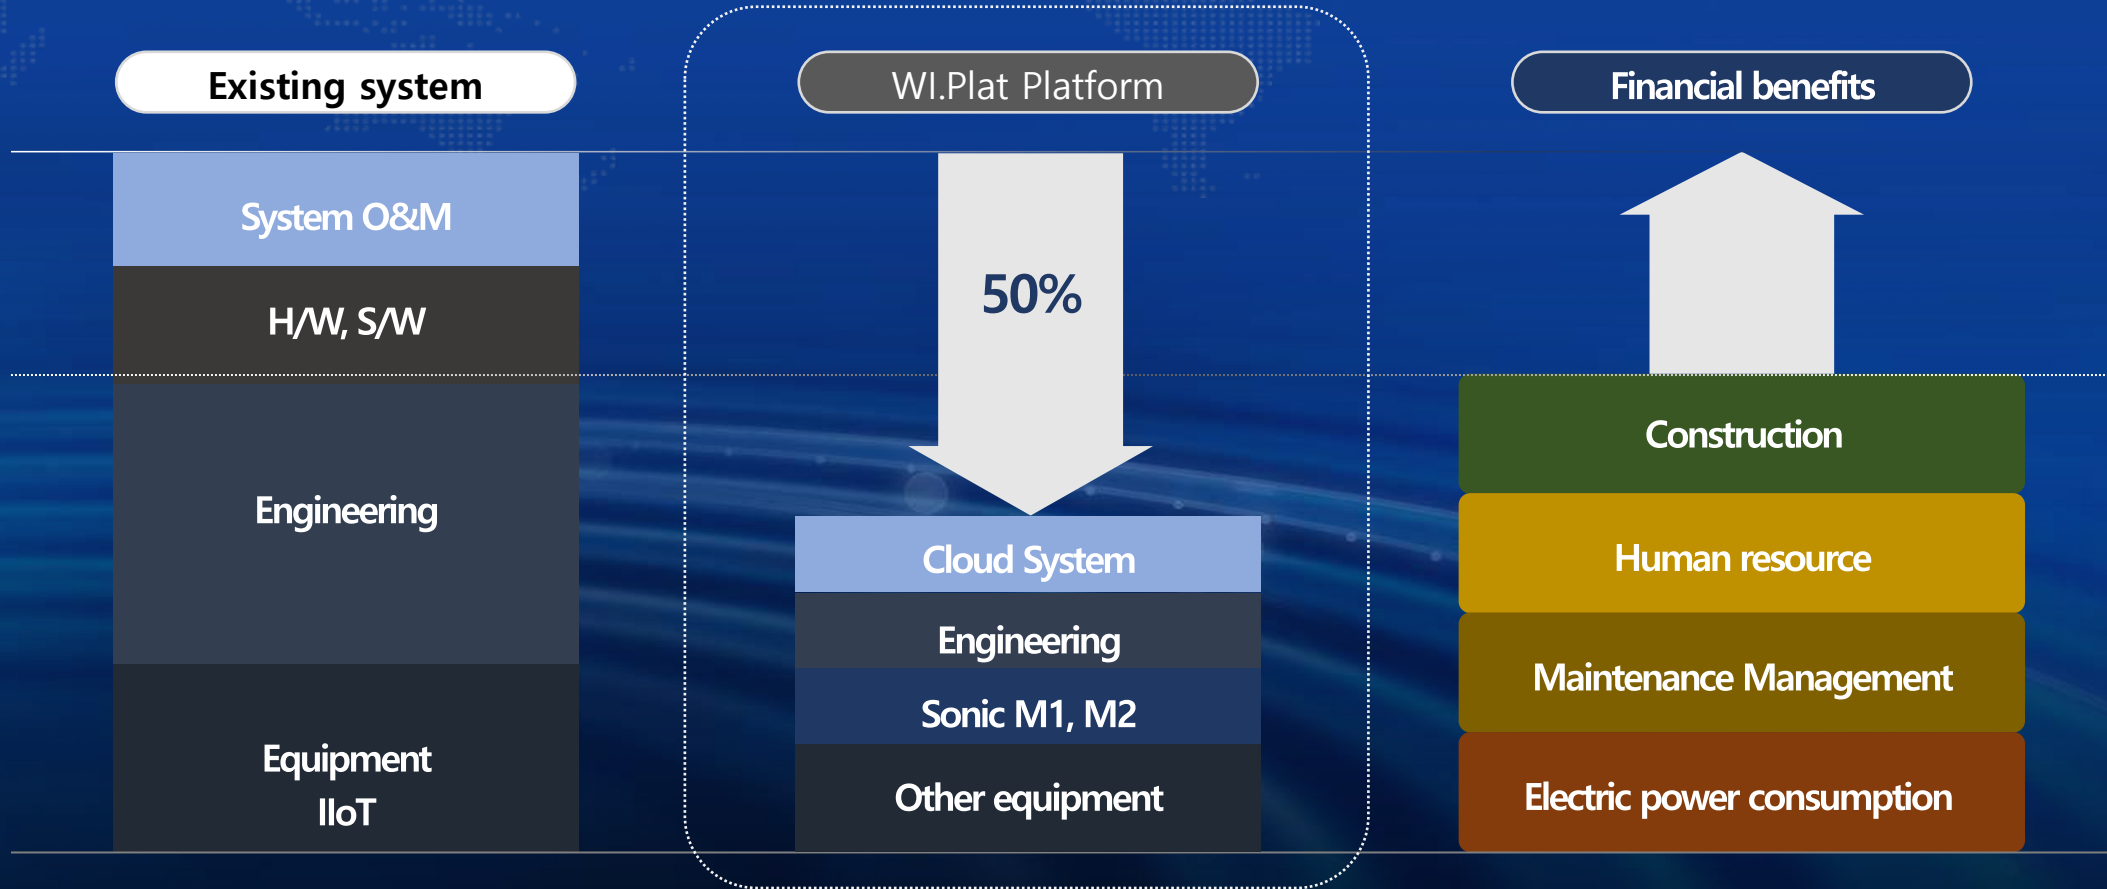 Existing system
System O&M
H/W, S/W
Engineering
Equipment
IIoT
WI.Plat Platform
50%
Cloud System
Engineering
Sonic M1, M2
Other equipment
Financial benefits
Construction
Human resource
Maintenance Management
Electric power consumption